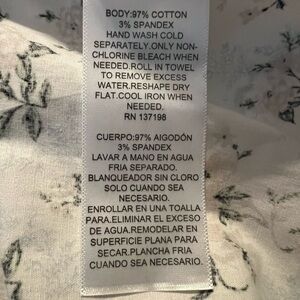 BODY:97% COTTON
3% SPANDEX
HAND WASH COLD
SEPARATELY.ONLY NON-
CHLORINE BLEACH WHEN
NEEDED.ROLL IN TOWEL
TO REMOVE EXCESS
WATER.RESHAPE DRY
FLAT.COOL IRON WHEN
NEEDED.
RN 137198
CUERPO:97% ALGODÓN
3% SPANDEX
LAVAR A MANO EN AGUA
FRIA SEPARADO.
BLANQUEADOR SIN CLORO
SOLO CUANDO SEA
NECESARIO.
ENROLLAR EN UNA TOALLA
PARA.ELIMINAR EL EXCESO
DE AGUA.REMODELAR EN
SUPERFICIE PLANA PARA
SECAR.PLANCHA FRIA
CUANDO SEA NECESARIO.